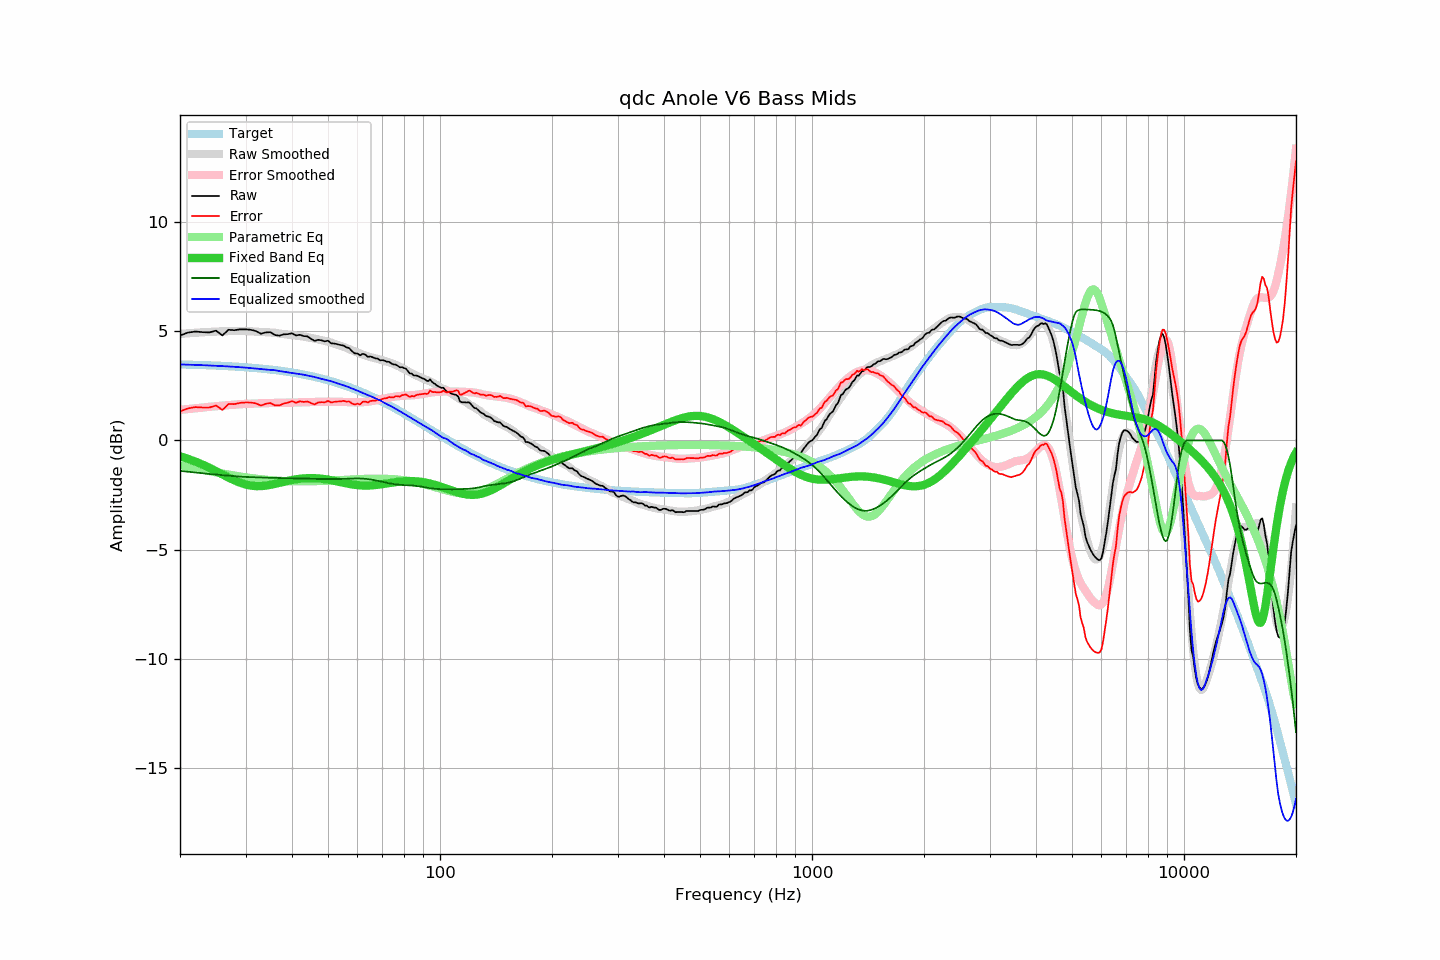 qdc Anole V6 Bass Mids
Target
Raw Smoothed
Error Smoothed
Raw
Error
Parametric Eq
Fixed Band Eq
Equalization
Equalized smoothed
10
5
0
−5
−10
−15
Amplitude (dBr)
100
1000
10000
Frequency (Hz)